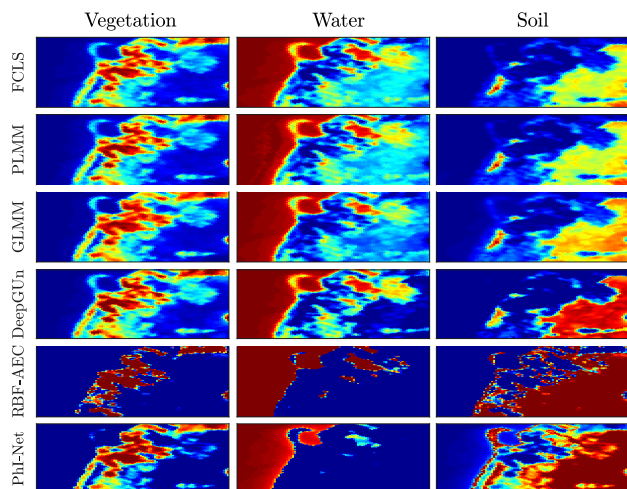 Vegetation Water Soil
FCLS
PLMM
GLMM
DeepGUn
RBF-AEC
PhI-Net